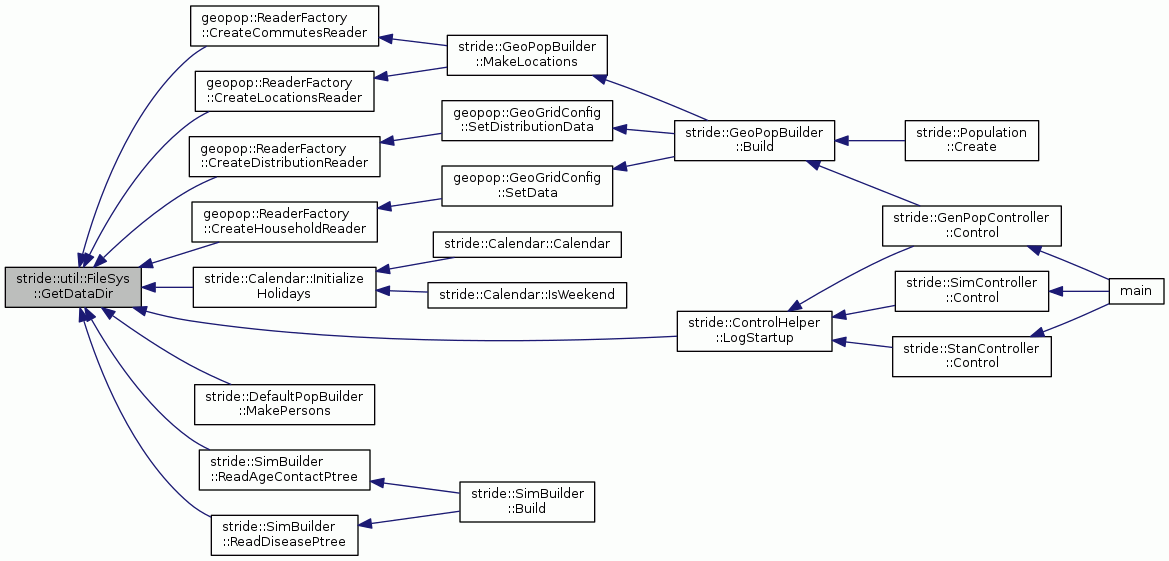 geopop::ReaderFactory
::CreateCommutesReader
stride::GeoPopBuilder
::MakeLocations
geopop::ReaderFactory
::CreateLocationsReader
geopop::GeoGridConfig
::SetDistributionData
stride::GeoPopBuilder
::Build
stride::Population
::Create
geopop::ReaderFactory
::CreateDistributionReader
geopop::GeoGridConfig
::SetData
geopop::ReaderFactory
::CreateHouseholdReader
stride::GenPopController
::Control
stride::Calendar::Calendar
stride::util::FileSys
::GetDataDir
stride::Calendar::Initialize
Holidays
stride::Calendar::IsWeekend
stride::SimController
::Control
main
stride::ControlHelper
::LogStartup
stride::StanController
::Control
stride::DefaultPopBuilder
::MakePersons
stride::SimBuilder
::ReadAgeContactPtree
stride::SimBuilder
::Build
stride::SimBuilder
::ReadDiseasePtree